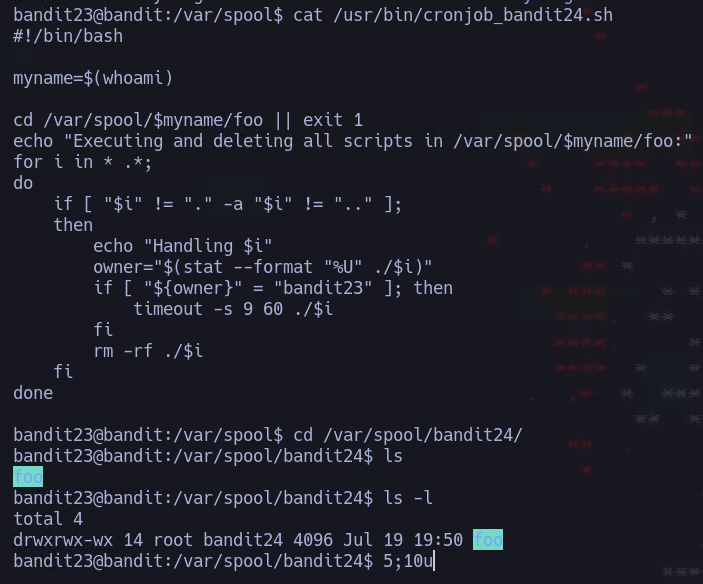 bandit23@bandit:/var/spool$ cat /usr/bin/cronjob_bandit24.sh
#!/bin/bash

myname=$(whoami)

cd /var/spool/$myname/foo || exit 1
echo "Executing and deleting all scripts in /var/spool/$myname/foo:"
for i in * .*;
do
    if [ "$i" != "." -a "$i" != ".." ];
    then
        echo "Handling $i"
        owner="$(stat --format "%U" ./$i)"
        if [ "${owner}" = "bandit23" ]; then
            timeout -s 9 60 ./$i
        fi
        rm -rf ./$i
    fi
done

bandit23@bandit:/var/spool$ cd /var/spool/bandit24/
bandit23@bandit:/var/spool/bandit24$ ls
foo
bandit23@bandit:/var/spool/bandit24$ ls -l
total 4
drwxrwx-wx 14 root bandit24 4096 Jul 19 19:50 foo
bandit23@bandit:/var/spool/bandit24$ 5;10u